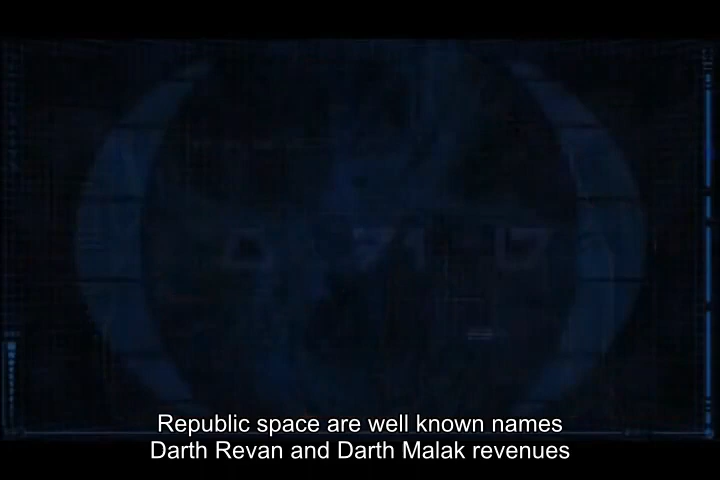 Republic space are well known names
Darth Revan and Darth Malak revenues